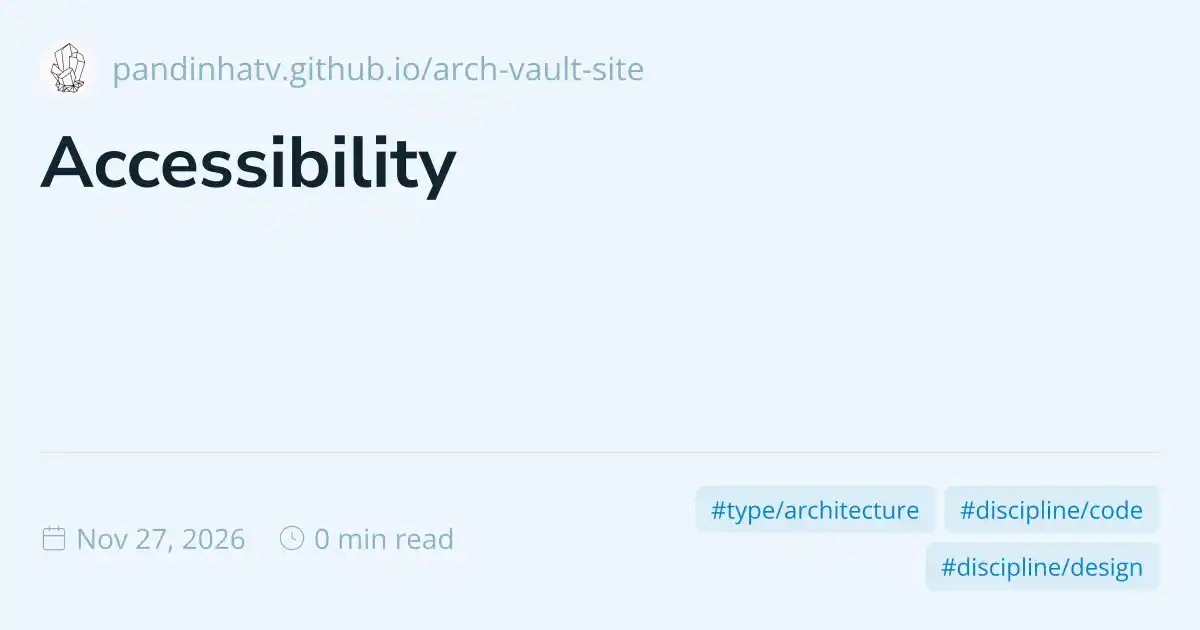 pandinhatv.github.io/arch-vault-site
Accessibility
#type/architecture #discipline/code
Nov 27, 2026 0 min read
#discipline/design